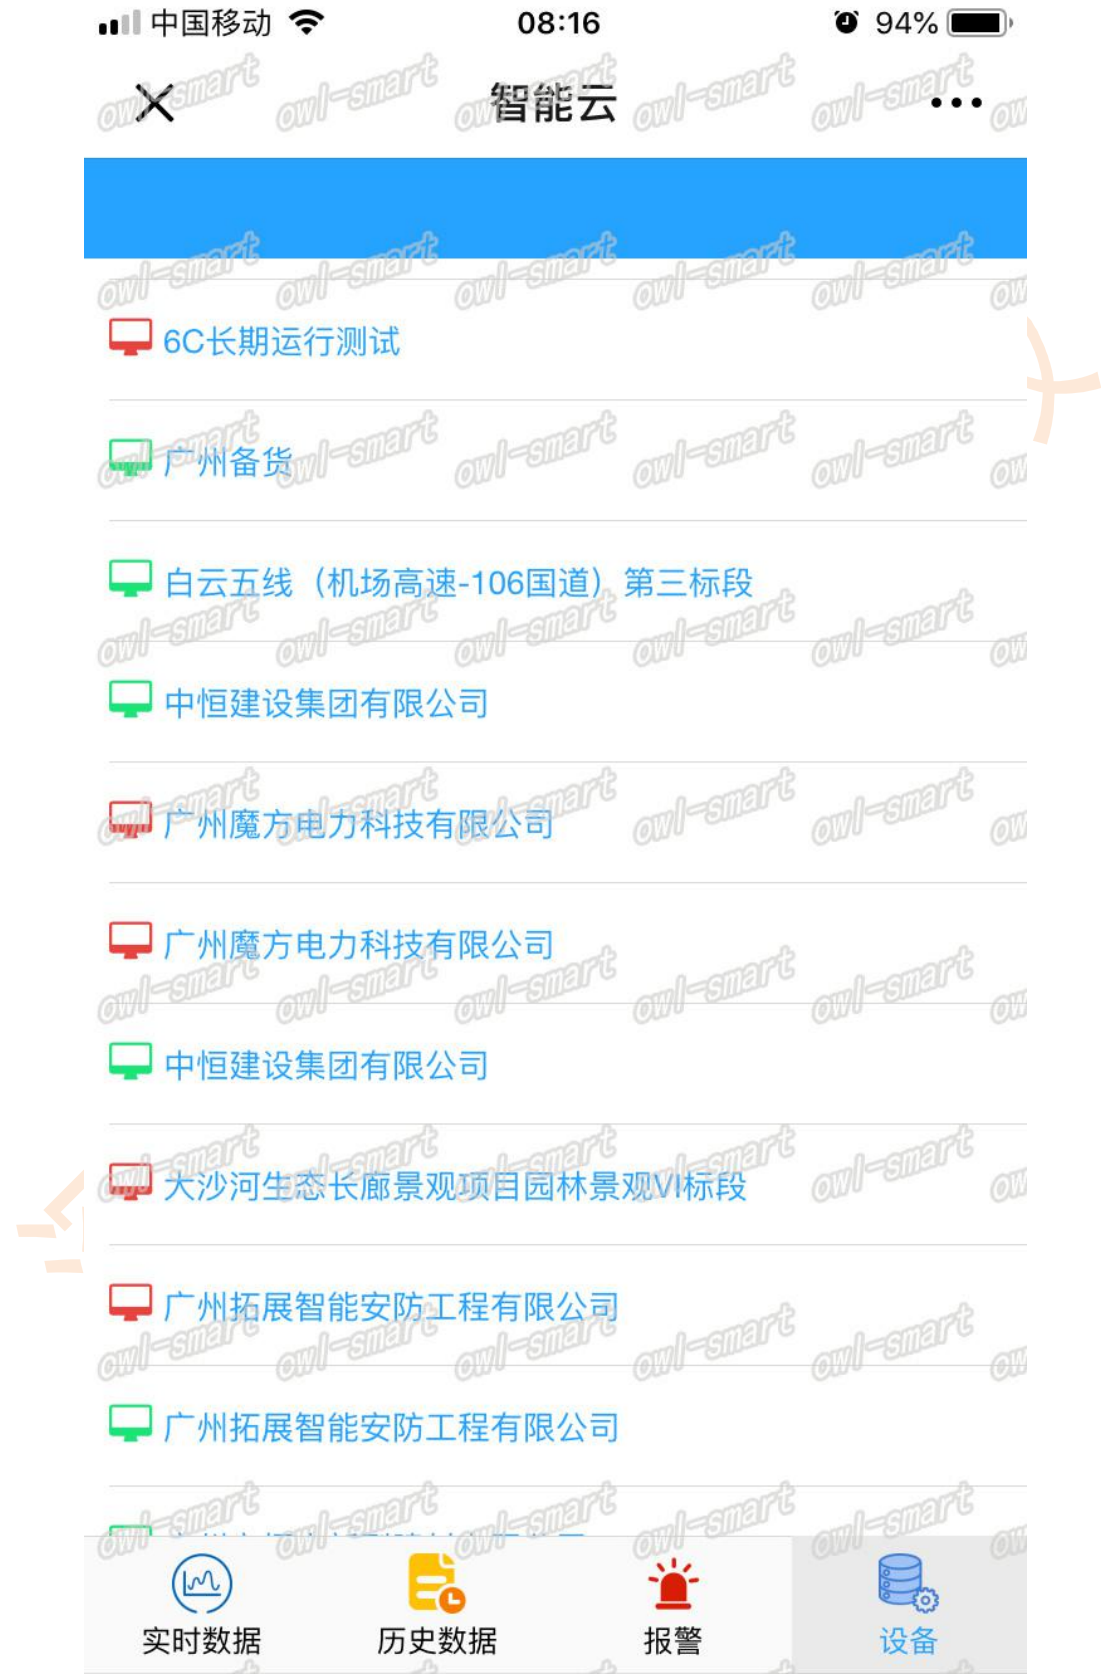 中国移动
08:16
94%
智能云
6C长期运行测试
广州备货
白云五线（机场高速-106国道）第三标段
中恒建设集团有限公司
广州魔方电力科技有限公司
广州魔方电力科技有限公司
中恒建设集团有限公司
大沙河生态长廊景观项目园林景观VI标段
广州拓展智能安防工程有限公司
广州拓展智能安防工程有限公司
实时数据
历史数据
报警
设备
owl-smart